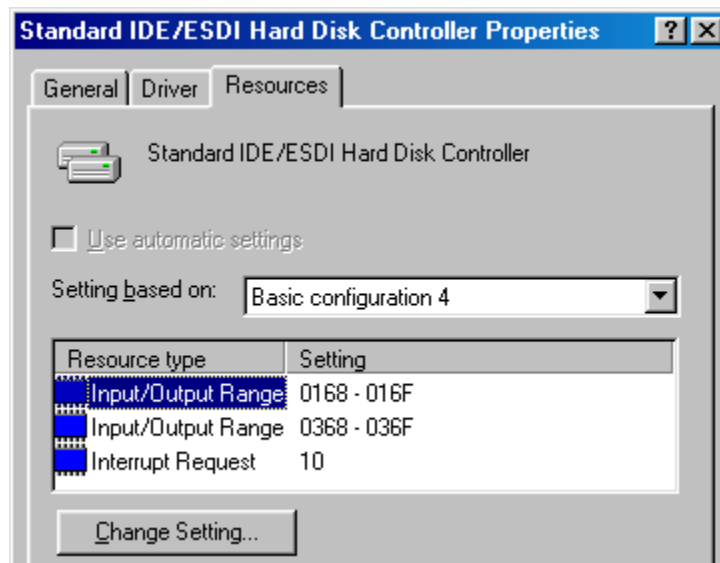 Standard IDE/ESDI Hard Disk Controller Properties ? ×
General Driver Resources
Standard IDE/ESDI Hard Disk Controller
Use automatic settings
Setting based on: Basic configuration 4
Resource type Setting
Input/Output Range 0168 - 016F
Input/Output Range 0368 - 036F
Interrupt Request 10
Change Setting...